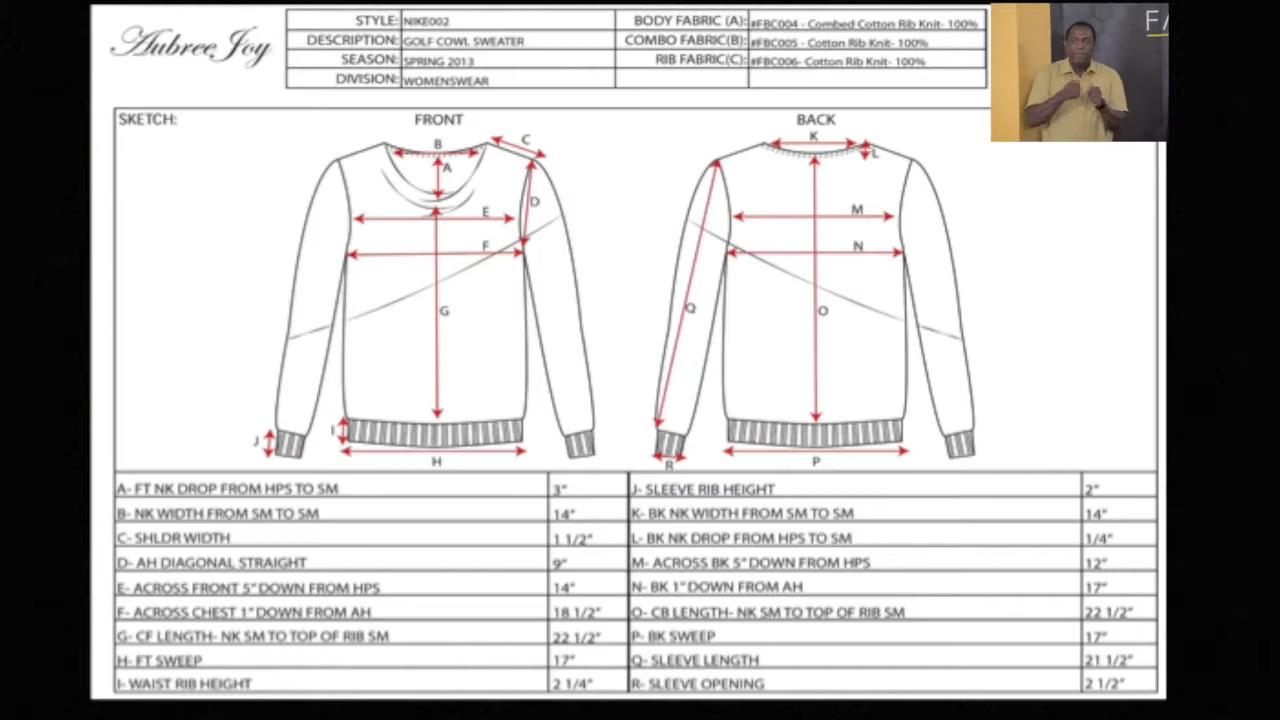 Aubree Joy
STYLE: NIKE002 BODY FABRIC (A): #FBC004 - Combed Cotton Rib Knit- 100%
DESCRIPTION: GOLF COWL SWEATER COMBO FABRIC(B): #FBC005 - Cotton Rib Knit- 100%
SEASON: SPRING 2013 RIB FABRIC(C): #FBC006- Cotton Rib Knit- 100%
DIVISION: WOMENSWEAR
SKETCH: FRONT BACK
B C K L
A
D
E M
F N
G Q O
J I
H R P
A- FT NK DROP FROM HPS TO SM 3" J- SLEEVE RIB HEIGHT 2"
B- NK WIDTH FROM SM TO SM 14" K- BK NK WIDTH FROM SM TO SM 14"
C- SHLDR WIDTH 1 1/2" L- BK NK DROP FROM HPS TO SM 1/4"
D- AH DIAGONAL STRAIGHT 9" M- ACROSS BK 5" DOWN FROM HPS 12"
E- ACROSS FRONT 5" DOWN FROM HPS 14" N- BK 1" DOWN FROM AH 17"
F- ACROSS CHEST 1" DOWN FROM AH 18 1/2" O- CB LENGTH- NK SM TO TOP OF RIB SM 22 1/2"
G- CF LENGTH- NK SM TO TOP OF RIB SM 22 1/2" P- BK SWEEP 17"
H- FT SWEEP 17" Q- SLEEVE LENGTH 21 1/2"
I- WAIST RIB HEIGHT 2 1/4" R- SLEEVE OPENING 2 1/2"